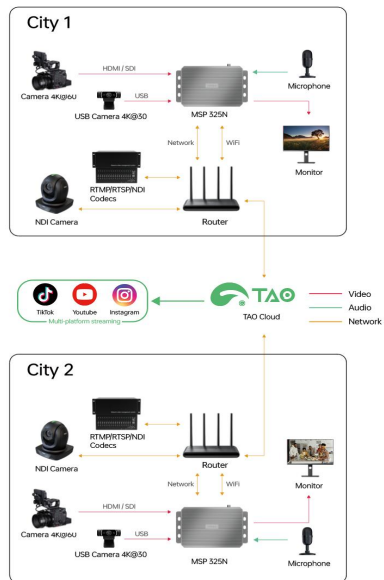 City 1
HDMI / SDI
Camera 4K@60
USB
USB Camera 4K@30
MSP 325N
Microphone
Monitor
Network
WiFi
RTMP/RTSP/NDI
Codecs
NDI Camera
Router
TikTok
Youtube
Instagram
Multi-platform streaming
TAO
TAO Cloud
Video
Audio
Network
City 2
RTMP/RTSP/NDI
Codecs
NDI Camera
Router
Monitor
Network
WiFi
HDMI / SDI
Camera 4K@60
USB
USB Camera 4K@30
MSP 325N
Microphone